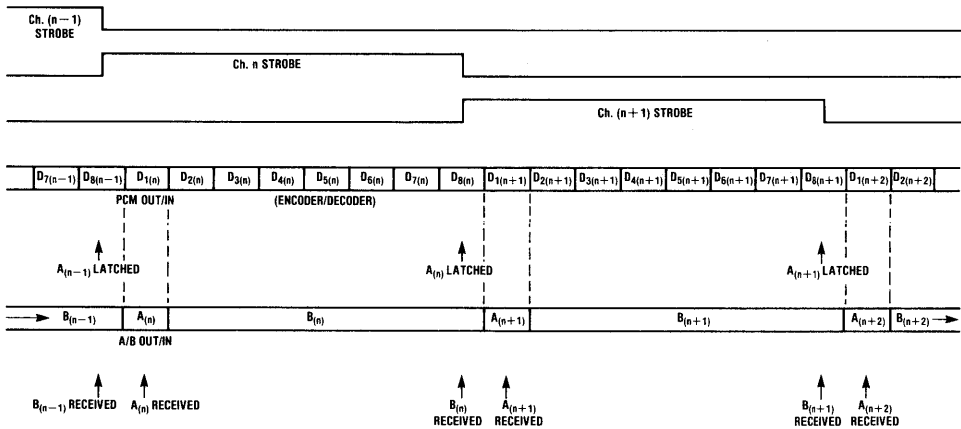 Ch. (n−1)
STROBE
Ch. n STROBE
Ch. (n+1) STROBE
D7(n−1) D8(n−1) D1(n) D2(n) D3(n) D4(n) D5(n) D6(n) D7(n) D8(n) D1(n+1) D2(n+1) D3(n+1) D4(n+1) D5(n+1) D6(n+1) D7(n+1) D8(n+1) D1(n+2) D2(n+2)
PCM OUT/IN (ENCODER/DECODER)
A(n−1) LATCHED A(n) LATCHED A(n+1) LATCHED
B(n−1) A(n) B(n) A(n+1) B(n+1) A(n+2) B(n+2)
A/B OUT/IN
B(n−1) RECEIVED A(n) RECEIVED
B(n)
RECEIVED
A(n+1)
RECEIVED
B(n+1)
RECEIVED
A(n+2)
RECEIVED